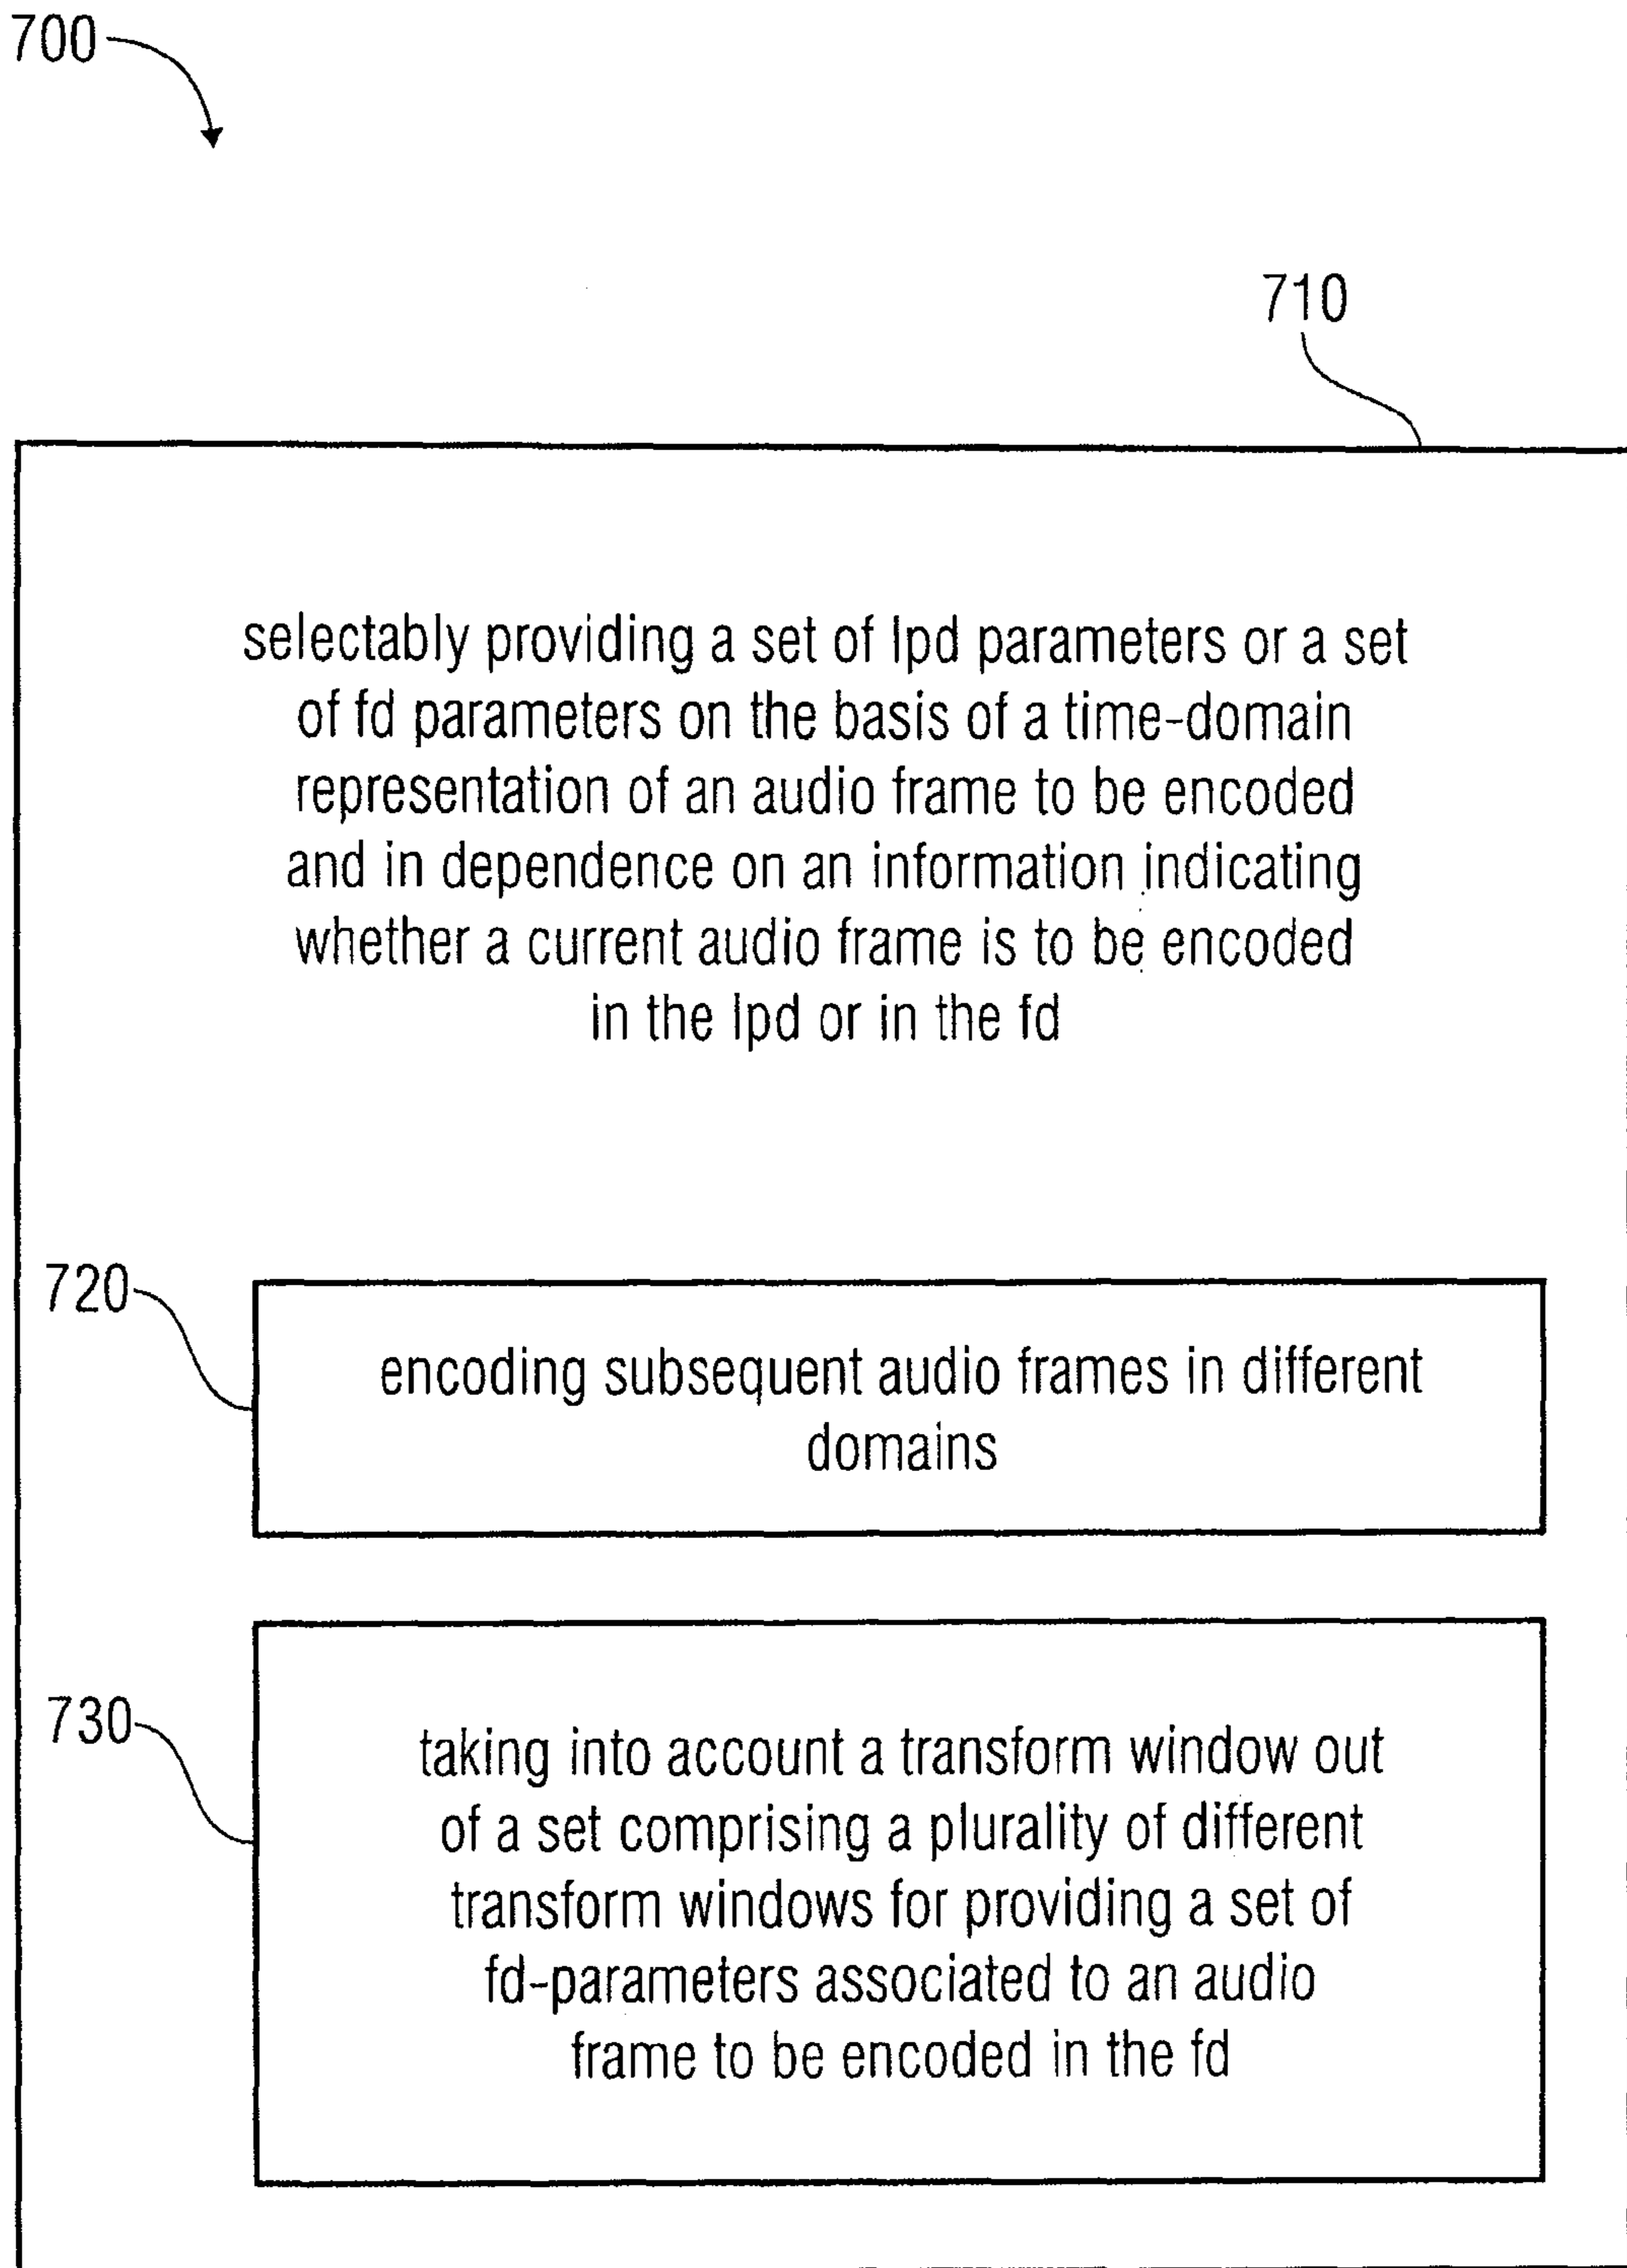 700
710
selectably providing a set of lpd parameters or a set
of fd parameters on the basis of a time-domain
representation of an audio frame to be encoded
and in dependence on an information indicating
whether a current audio frame is to be encoded
in the lpd or in the fd
720
encoding subsequent audio frames in different
domains
730
taking into account a transform window out
of a set comprising a plurality of different
transform windows for providing a set of
fd-parameters associated to an audio
frame to be encoded in the fd